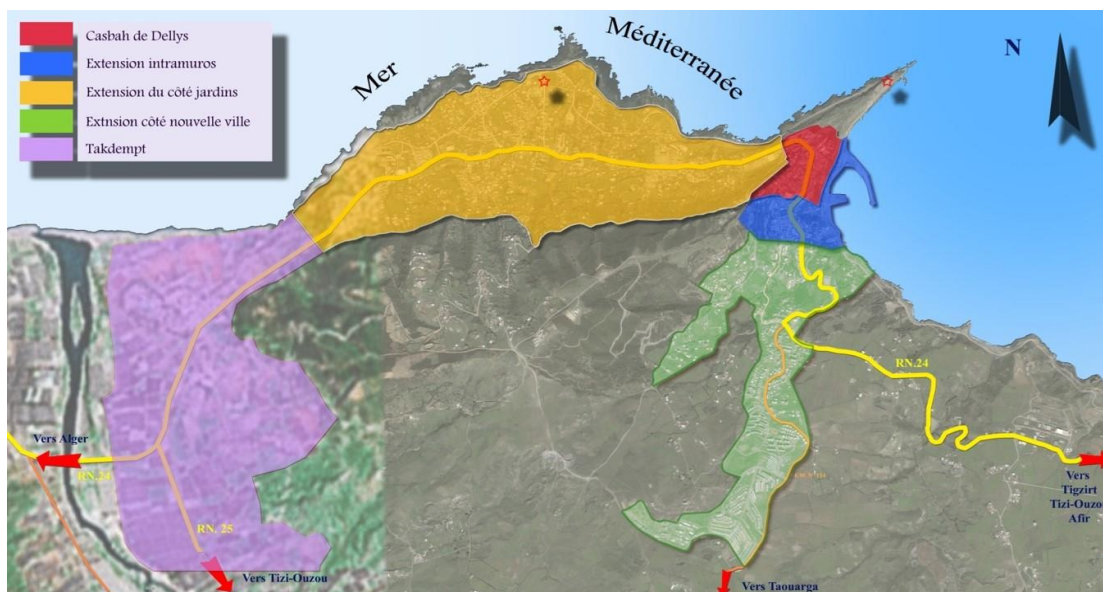 Casbah de Dellys
Extension intramuros
Extension du côté jardins
Extnsion côté nouvelle ville
Takdempt
Mer
Méditerranée
N
RN.24
Vers Alger
RN.24
Vers
Tigzirt
Tizi-Ouzou
Afir
RN. 25
Vers Tizi-Ouzou
Vers Taouarga